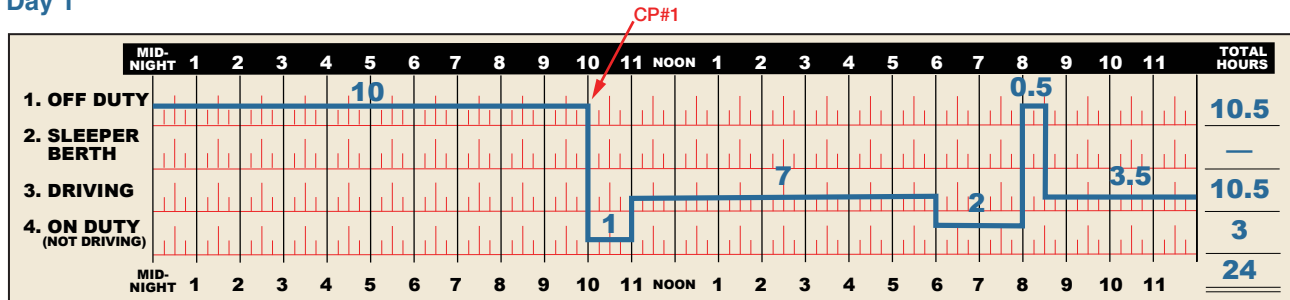 Day 1
CP#1
MID-NIGHT 1 2 3 4 5 6 7 8 9 10 11 NOON 1 2 3 4 5 6 7 8 9 10 11 TOTAL HOURS
1. OFF DUTY 10 0.5 10.5
2. SLEEPER BERTH —
3. DRIVING 7 3.5 10.5
4. ON DUTY (NOT DRIVING) 1 2 3
MID-NIGHT 1 2 3 4 5 6 7 8 9 10 11 NOON 1 2 3 4 5 6 7 8 9 10 11 24